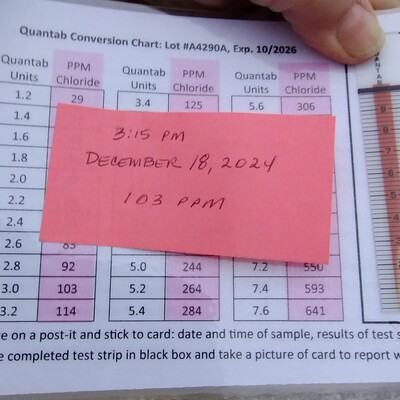 Quantab Conversion Chart: Lot #A4290A, Exp. 10/2026
Quantab Units PPM Chloride Quantab Units PPM Chloride Quantab Units PPM Chloride
1.2 29 3.4 125 5.6 306
1.4
1.6
1.8
2.0
2.2
2.4
3:15 PM
DECEMBER 18, 2024
103 PPM
2.6 83
2.8 92 5.0 244 7.2 550
3.0 103 5.2 264 7.4 593
3.2 114 5.4 284 7.6 641
on a post-it and stick to card: date and time of sample, results of test
completed test strip in black box and take a picture of card to report